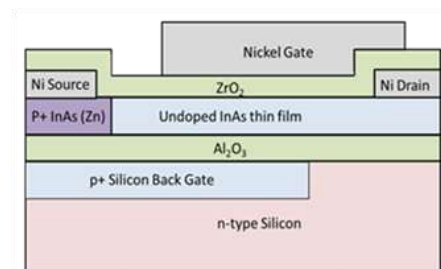 Nickel Gate
Ni Source
ZrO₂
Ni Drain
P+ InAs (Zn)
Undoped InAs thin film
Al₂O₃
p+ Silicon Back Gate
n-type Silicon